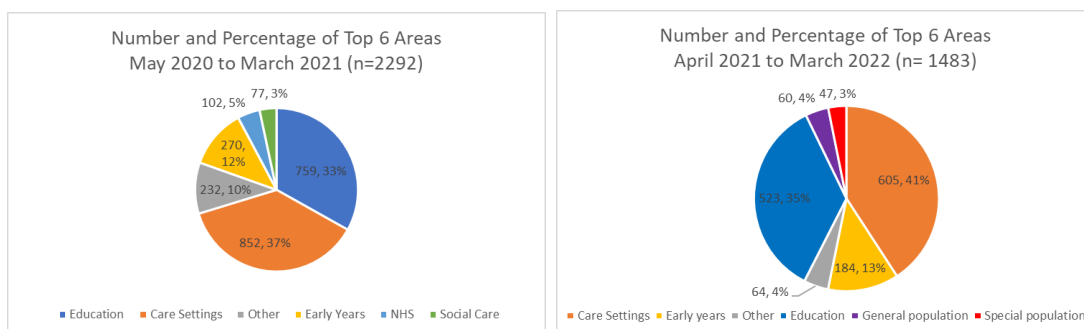 Number and Percentage of Top 6 Areas
May 2020 to March 2021 (n=2292)
77, 3%
102, 5%
270,
12%
759, 33%
232, 10%
852, 37%
Education
Care Settings
Other
Early Years
NHS
Social Care
Number and Percentage of Top 6 Areas
April 2021 to March 2022 (n= 1483)
60, 4%
47, 3%
605, 41%
523, 35%
184, 13%
64, 4%
Care Settings
Early years
Other
Education
General population
Special population